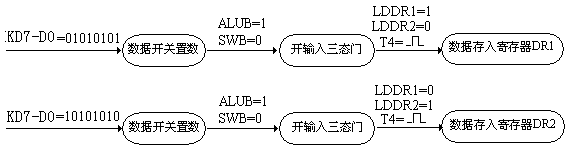 KD7-D0=01010101
数据开关置数
ALUB=1
SWB=0
开输入三态门
LDDR1=1
LDDR2=0
T4=
数据存入寄存器DR1
KD7-D0=10101010
数据开关置数
ALUB=1
SWB=0
开输入三态门
LDDR1=0
LDDR2=1
T4=
数据存入寄存器DR2